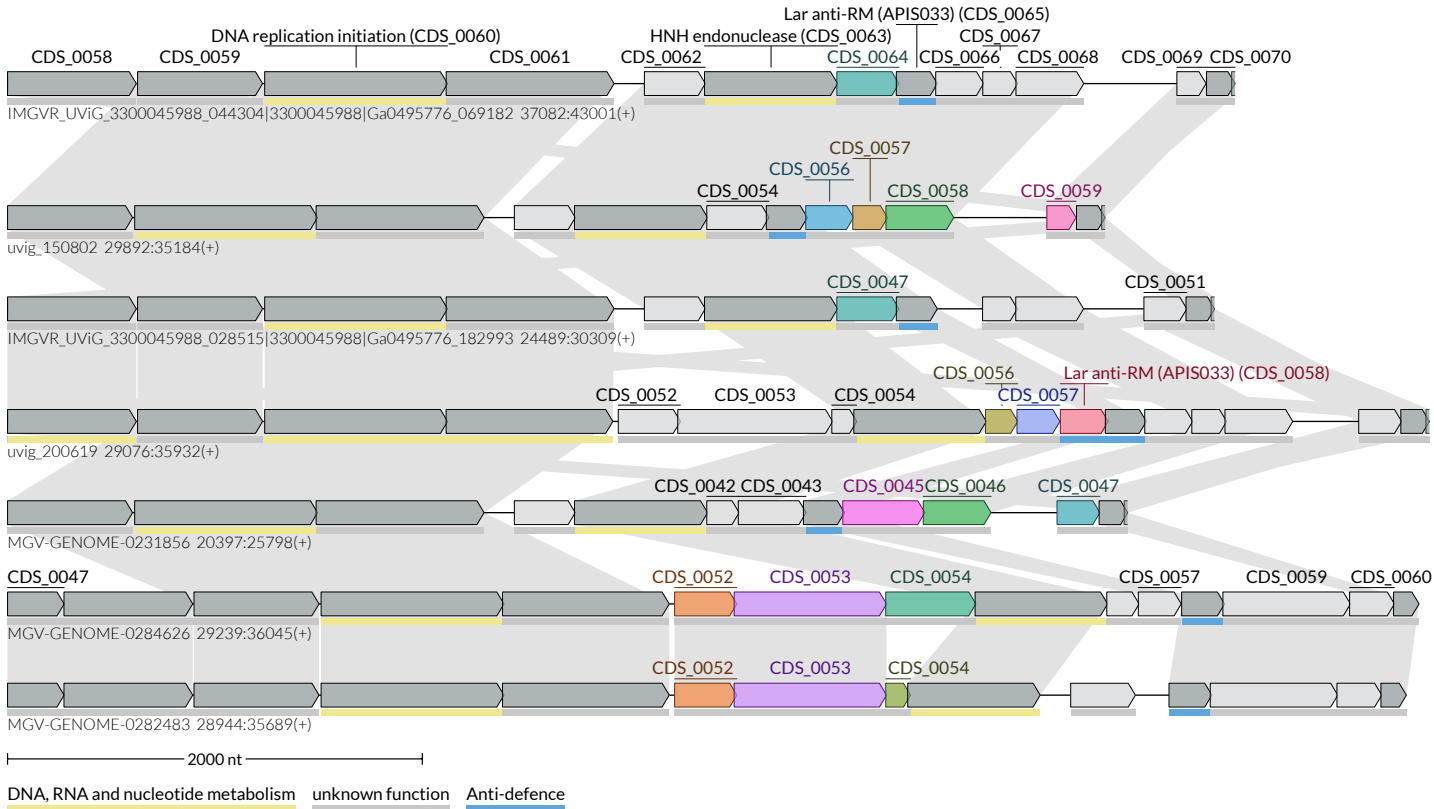 Lar anti-RM (APIS033) (CDS_0065)
DNA replication initiation (CDS_0060) HNH endonuclease (CDS_0063) CDS_0067
CDS_0058 CDS_0059 CDS_0061 CDS_0062 CDS_0064 CDS_0066 CDS_0068 CDS_0069 CDS_0070
IMGVR_UViG_3300045988_044304|3300045988|Ga0495776_069182 37082:43001(+)
CDS_0057
CDS_0056
CDS_0054 CDS_0058 CDS_0059
uvig_150802 29892:35184(+)
CDS_0047 CDS_0051
IMGVR_UViG_3300045988_028515|3300045988|Ga0495776_182993 24489:30309(+)
CDS_0056 Lar anti-RM (APIS033) (CDS_0058)
CDS_0052 CDS_0053 CDS_0054 CDS_0057
uvig_200619 29076:35932(+)
CDS_0042 CDS_0043 CDS_0045 CDS_0046 CDS_0047
MGV-GENOME-0231856 20397:25798(+)
CDS_0047 CDS_0052 CDS_0053 CDS_0054 CDS_0057 CDS_0059 CDS_0060
MGV-GENOME-0284626 29239:36045(+)
CDS_0052 CDS_0053 CDS_0054
MGV-GENOME-0282483 28944:35689(+)
2000 nt
DNA, RNA and nucleotide metabolism unknown function Anti-defence